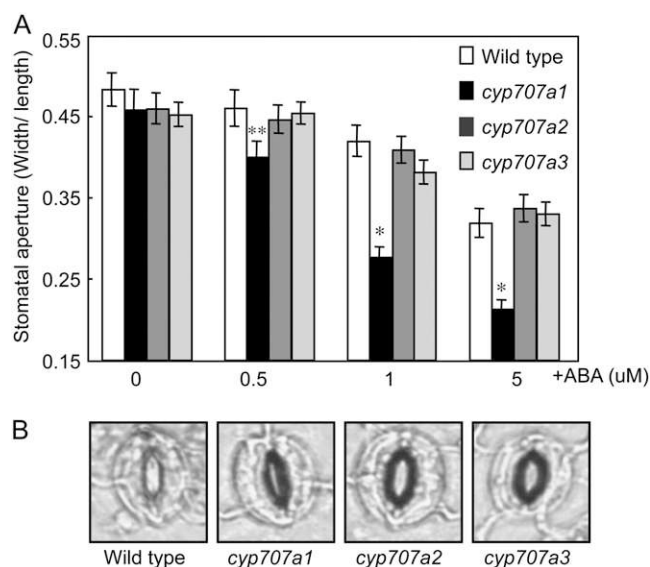 A
Stomatal aperture (Width/ length)
0.55
0.45
0.35
0.25
0.15
Wild type
cyp707a1
cyp707a2
cyp707a3
**
*
*
0 0.5 1 5 +ABA (uM)
B
Wild type cyp707a1 cyp707a2 cyp707a3